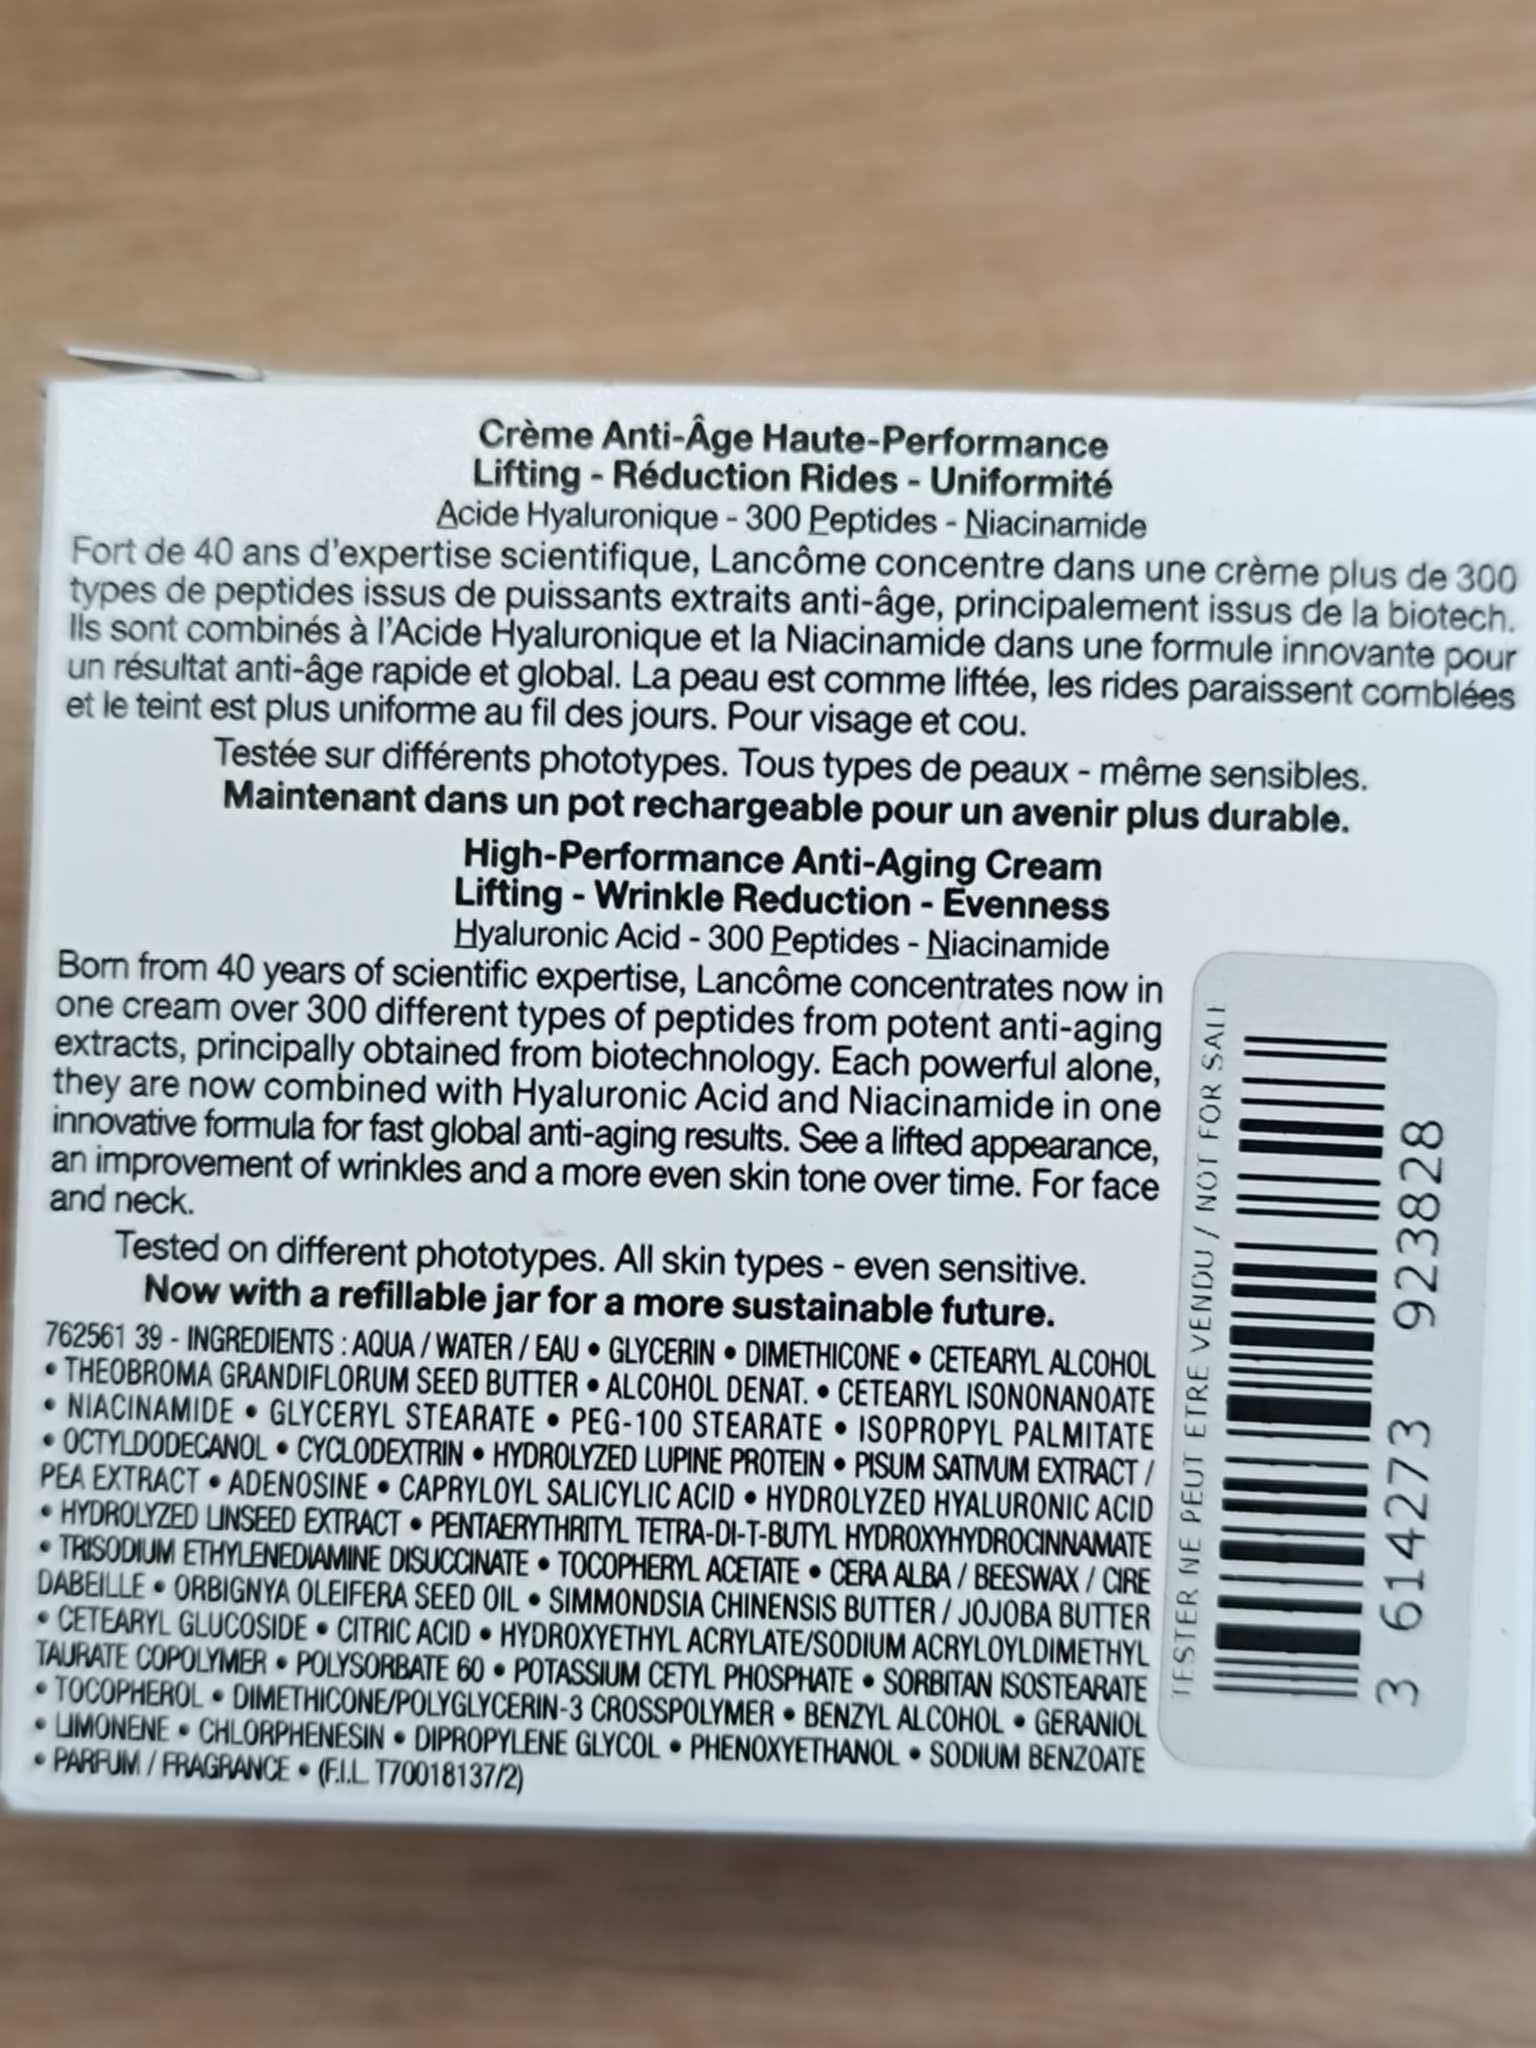 Crème Anti-Âge Haute-Performance
Lifting - Réduction Rides - Uniformité
Acide Hyaluronique - 300 Peptides - Niacinamide
Fort de 40 ans d'expertise scientifique, Lancôme concentre dans une crème plus de 300
types de peptides issus de puissants extraits anti-âge, principalement issus de la biotech.
Ils sont combinés à l'Acide Hyaluronique et la Niacinamide dans une formule innovante pour
un résultat anti-âge rapide et global. La peau est comme liftée, les rides paraissent comblées
et le teint est plus uniforme au fil des jours. Pour visage et cou.
Testée sur différents phototypes. Tous types de peaux - même sensibles.
Maintenant dans un pot rechargeable pour un avenir plus durable.
High-Performance Anti-Aging Cream
Lifting - Wrinkle Reduction - Evenness
Hyaluronic Acid - 300 Peptides - Niacinamide
Born from 40 years of scientific expertise, Lancôme concentrates now in
one cream over 300 different types of peptides from potent anti-aging
extracts, principally obtained from biotechnology. Each powerful alone,
they are now combined with Hyaluronic Acid and Niacinamide in one
innovative formula for fast global anti-aging results. See a lifted appearance,
an improvement of wrinkles and a more even skin tone over time. For face
and neck.
Tested on different phototypes. All skin types - even sensitive.
Now with a refillable jar for a more sustainable future.
762561 39 - INGREDIENTS : AQUA / WATER / EAU • GLYCERIN • DIMETHICONE • CETEARYL ALCOHOL
• THEOBROMA GRANDIFLORUM SEED BUTTER • ALCOHOL DENAT. • CETEARYL ISONONANOATE
• NIACINAMIDE • GLYCERYL STEARATE • PEG-100 STEARATE • ISOPROPYL PALMITATE
• OCTYLDODECANOL • CYCLODEXTRIN • HYDROLYZED LUPINE PROTEIN • PISUM SATIVUM EXTRACT /
PEA EXTRACT • ADENOSINE • CAPRYLOYL SALICYLIC ACID • HYDROLYZED HYALURONIC ACID
• HYDROLYZED LINSEED EXTRACT • PENTAERYTHRITYL TETRA-DI-T-BUTYL HYDROXYHYDROCINNAMATE
• TRISODIUM ETHYLENEDIAMINE DISUCCINATE • TOCOPHERYL ACETATE • CERA ALBA / BEESWAX / CIRE
DABEILLE • ORBIGNYA OLEIFERA SEED OIL • SIMMONDSIA CHINENSIS BUTTER / JOJOBA BUTTER
• CETEARYL GLUCOSIDE • CITRIC ACID • HYDROXYETHYL ACRYLATE/SODIUM ACRYLOYLDIMETHYL
TAURATE COPOLYMER • POLYSORBATE 60 • POTASSIUM CETYL PHOSPHATE • SORBITAN ISOSTEARATE
• TOCOPHEROL • DIMETHICONE/POLYGLYCERIN-3 CROSSPOLYMER • BENZYL ALCOHOL • GERANIOL
• LIMONENE • CHLORPHENESIN • DIPROPYLENE GLYCOL • PHENOXYETHANOL • SODIUM BENZOATE
• PARFUM / FRAGRANCE • (F.I.L. T70018137/2)
TESTER NE PEUT ETRE VENDU / NOT FOR SALE
3 614273 923828